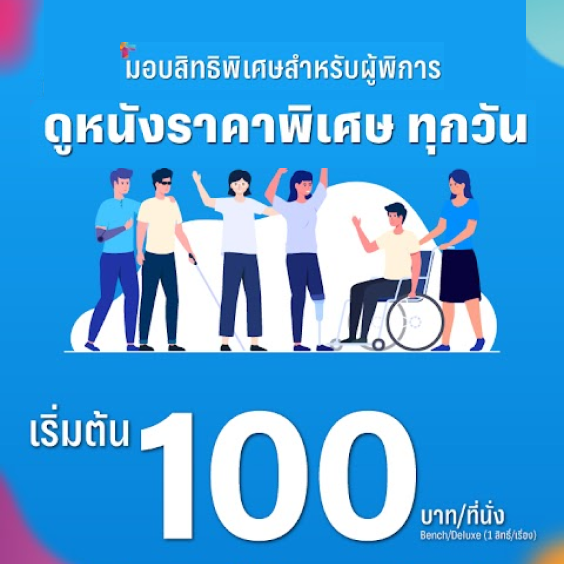 มอบสิทธิพิเศษสำหรับผู้พิการ
ดูหนังราคาพิเศษ ทุกวัน
เริ่มต้น 100
บาท/ที่นั่ง
Bench/Deluxe (1 สิทธิ์/เรื่อง)